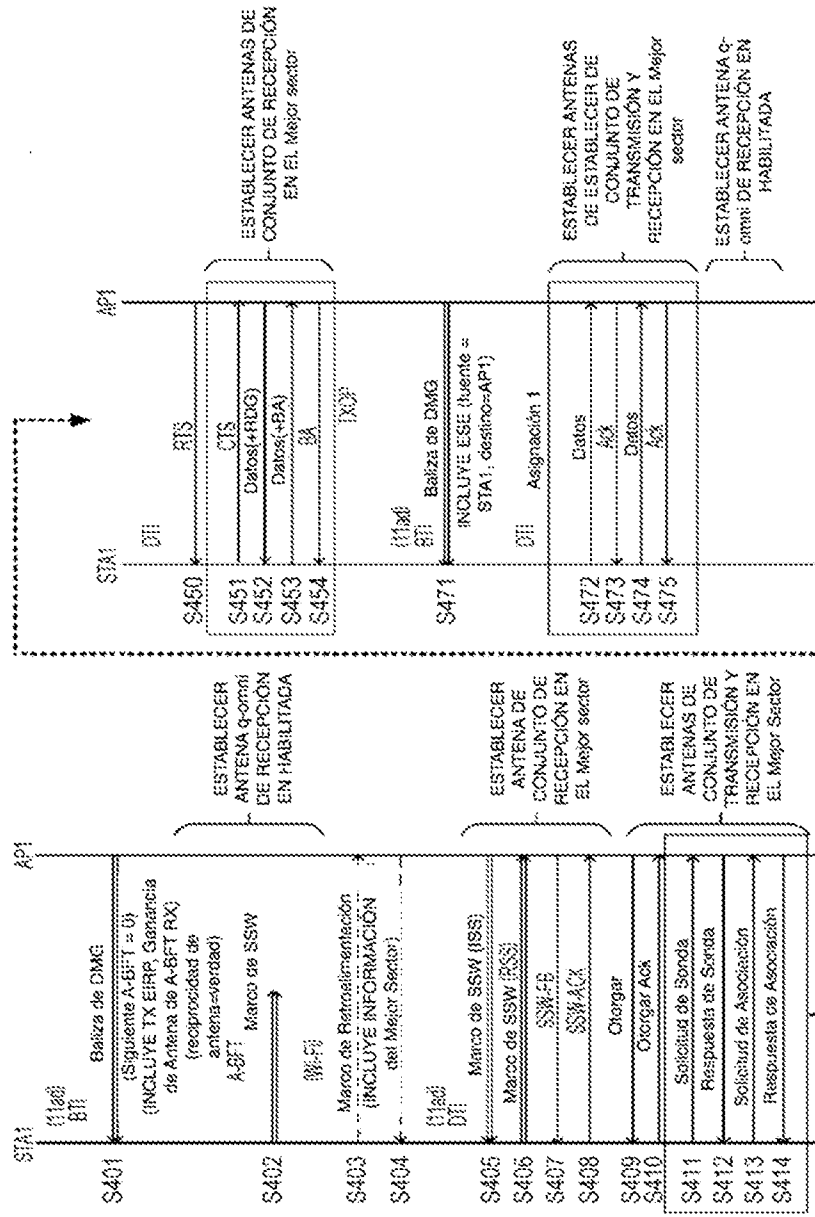 STA1
AP1
(11ad)
BTI
S401
Baliza de DMG
(Siguiente A-BFT = 0)
(INCLUYE TX EIRP, Ganancia
de Antena de A-BFT RX)
(reciprocidad de
antena=verdad)
A-BFT
Marco de SSW
S402
ESTABLECER
ANTENA q-omni
DE RECEPCIÓN
EN HABILITADA
(Wi-Fi)
S403
Marco de Retroalimentación
(INCLUYE INFORMACIÓN
del Mejor Sector)
S404
(11ad)
DTI
S405
Marco de SSW (ISS)
S406
Marco de SSW (RSS)
S407
SSW-FB
S408
SSW-ACK
ESTABLECER
ANTENA DE
CONJUNTO DE
RECEPCIÓN EN
EL Mejor sector
S409
Otorgar
S410
Otorgar Ack
S411
Solicitud de Sonda
S412
Respuesta de Sonda
S413
Solicitud de Asociación
S414
Respuesta de Asociación
ESTABLECER
ANTENAS DE
CONJUNTO DE
TRANSMISIÓN Y
RECEPCIÓN EN
EL Mejor Sector
STA1
AP1
DTI
S450
RTS
S451
CTS
S452
Datos(+RDG)
S453
Datos(+BA)
S454
BA
TXOP
ESTABLECER ANTENAS DE
CONJUNTO DE RECEPCIÓN
EN EL Mejor sector
(11ad)
BTI
S471
Baliza de DMG
INCLUYE ESE (fuente =
STA1, destino=AP1)
DTI
Asignación 1
S472
Datos
S473
Ack
S474
Datos
S475
Ack
ESTABLECER ANTENAS
DE ESTABLECER DE
CONJUNTO DE
TRANSMISIÓN Y
RECEPCIÓN EN EL Mejor
sector
ESTABLECER ANTENA q-
omni DE RECEPCIÓN EN
HABILITADA